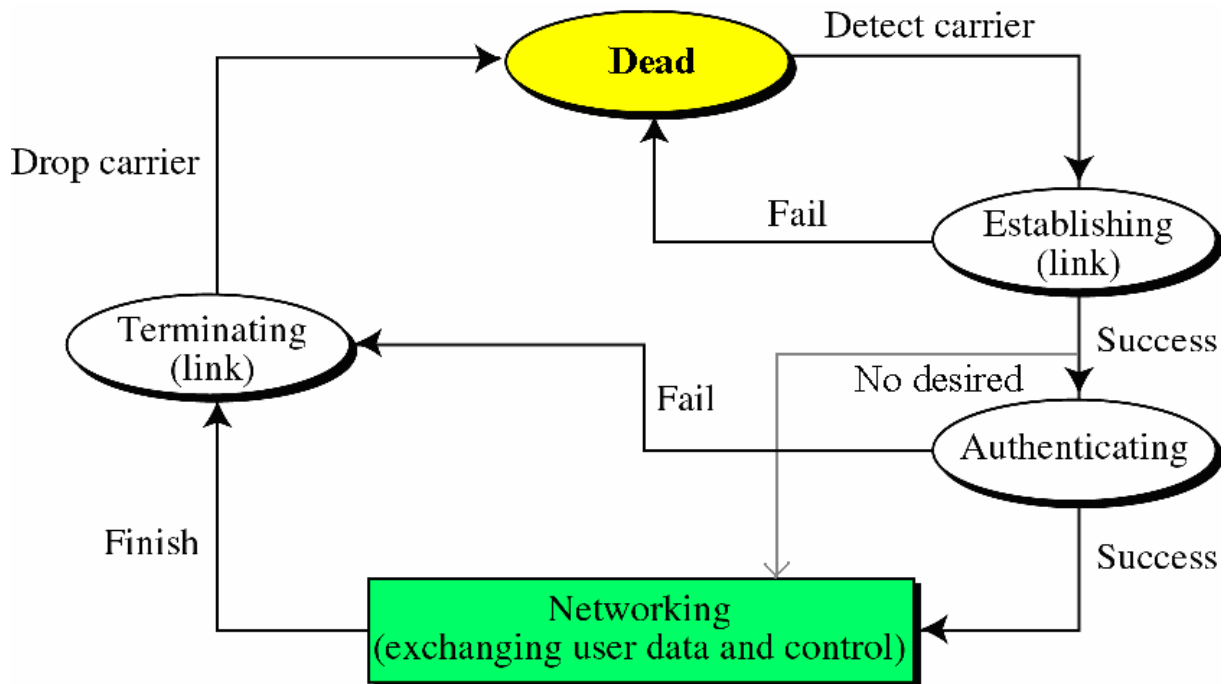 Detect carrier
Dead
Drop carrier
Fail
Establishing
(link)
Terminating
(link)
Success
No desired
Fail
Authenticating
Finish
Success
Networking
(exchanging user data and control)